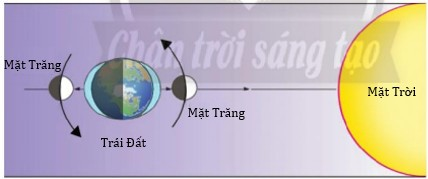 Chân trời sáng tạo
Mặt Trăng
Mặt Trăng
Mặt Trời
Trái Đất